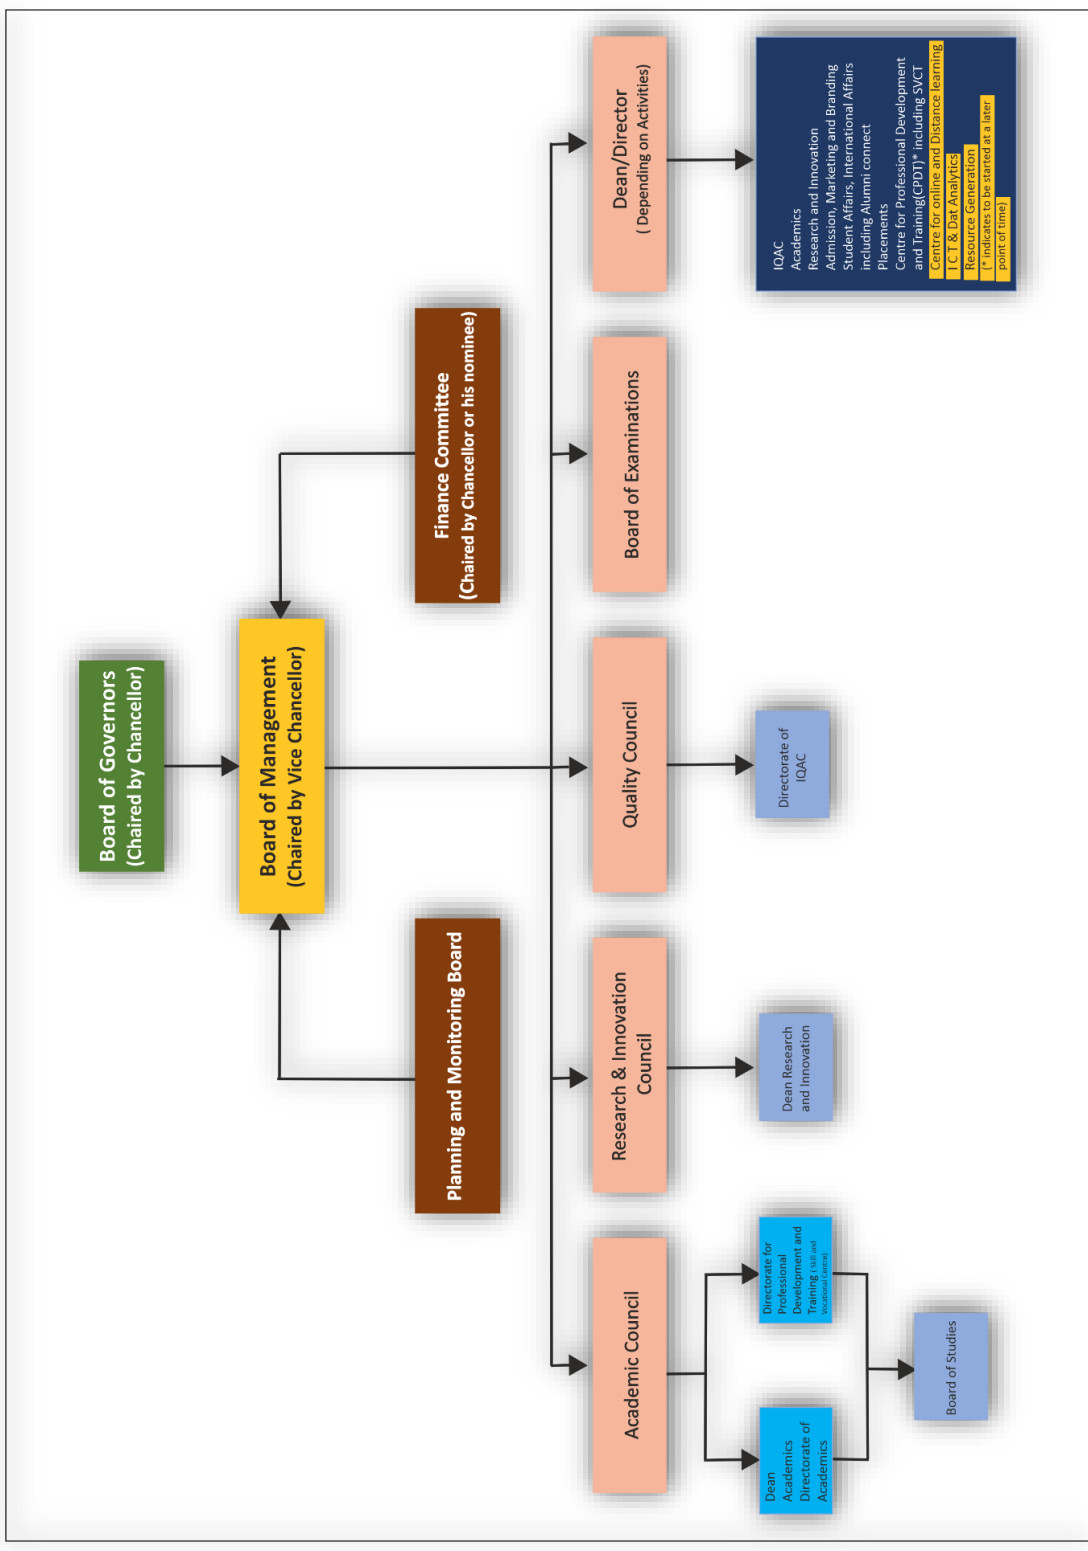 Board of Governors
(Chaired by Chancellor)
Board of Management
(Chaired by Vice Chancellor)
Planning and Monitoring Board
Finance Committee
(Chaired by Chancellor or his nominee)
Academic Council
Research & Innovation
Council
Quality Council
Board of Examinations
Dean/Director
( Depending on Activities)
Dean
Academics
Directorate of
Academics
Directorate for
Professional
Development and
Training ( Skill and
Vocational Centre)
Dean Research
and Innovation
Directorate of
IQAC
IQAC
Academics
Research and Innovation
Admission, Marketing and Branding
Student Affairs, International Affairs
including Alumni connect
Placements
Centre for Professional Development
and Training(CPDT)* including SVCT
Centre for online and Distance learning
I C T & Dat Analytics
Resource Generation
(* indicates to be started at a later
point of time)
Board of Studies